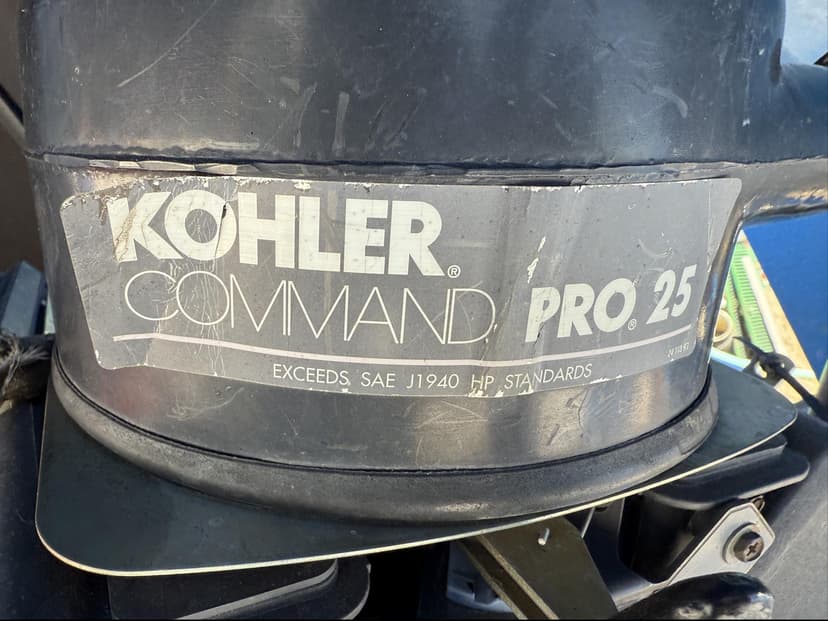 KOHLER®
COMMAND PRO® 25
EXCEEDS SAE J1940 HP STANDARDS